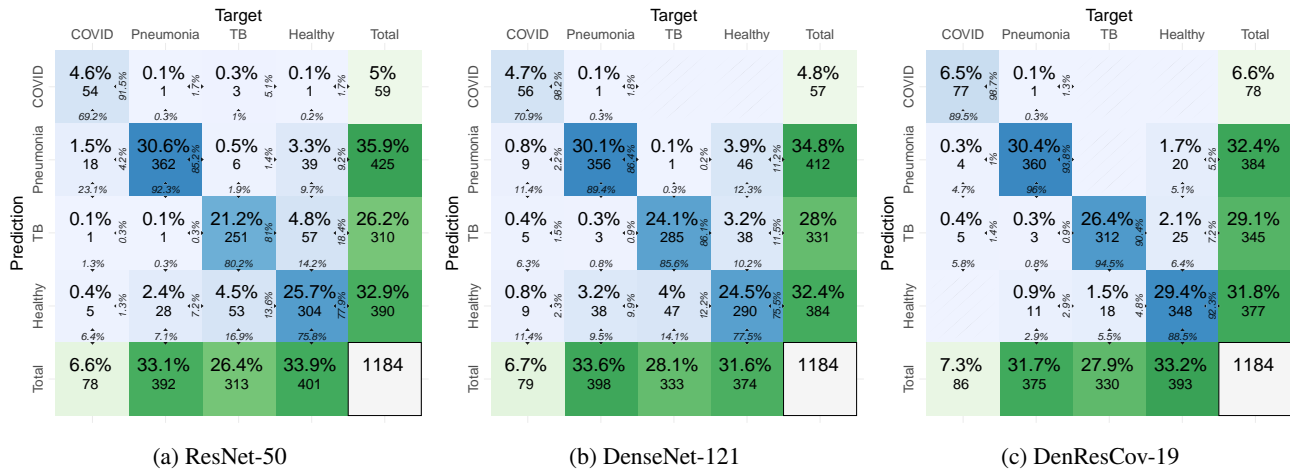 Target
COVID Pneumonia TB Healthy Total
Prediction
COVID
4.6% 0.1% 0.3% 0.1% 5%
54 91.5% 1 1.7% 3 5.1% 1 1.7% 59
69.2% 0.3% 1% 0.2%
Pneumonia
1.5% 30.6% 0.5% 3.3% 35.9%
18 4.2% 362 85.2% 6 1.4% 39 9.2% 425
23.1% 92.3% 1.9% 9.7%
TB
0.1% 0.1% 21.2% 4.8% 26.2%
1 0.3% 1 0.3% 251 81% 57 18.4% 310
1.3% 0.3% 80.2% 14.2%
Healthy
0.4% 2.4% 4.5% 25.7% 32.9%
5 1.3% 28 7.2% 53 13.6% 304 77.9% 390
6.4% 7.1% 16.9% 75.8%
Total
6.6% 33.1% 26.4% 33.9% 1184
78 392 313 401
(a) ResNet-50
Target
COVID Pneumonia TB Healthy Total
Prediction
COVID
4.7% 0.1% 4.8%
56 98.2% 1 1.8% 57
70.9% 0.3%
Pneumonia
0.8% 30.1% 0.1% 3.9% 34.8%
9 2.2% 356 86.4% 1 0.2% 46 11.2% 412
11.4% 89.4% 0.3% 12.3%
TB
0.4% 0.3% 24.1% 3.2% 28%
5 1.5% 3 0.9% 285 86.1% 38 11.5% 331
6.3% 0.8% 85.6% 10.2%
Healthy
0.8% 3.2% 4% 24.5% 32.4%
9 2.3% 38 9.9% 47 12.2% 290 75.5% 384
11.4% 9.5% 14.1% 77.5%
Total
6.7% 33.6% 28.1% 31.6% 1184
79 398 333 374
(b) DenseNet-121
Target
COVID Pneumonia TB Healthy Total
Prediction
COVID
6.5% 0.1% 6.6%
77 98.7% 1 1.3% 78
89.5% 0.3%
Pneumonia
0.3% 30.4% 1.7% 32.4%
4 1% 360 93.8% 20 5.2% 384
4.7% 96% 5.1%
TB
0.4% 0.3% 26.4% 2.1% 29.1%
5 1.4% 3 0.9% 312 90.4% 25 7.2% 345
5.8% 0.8% 94.5% 6.4%
Healthy
0.9% 1.5% 29.4% 31.8%
11 2.9% 18 4.8% 348 92.3% 377
2.9% 5.5% 88.5%
Total
7.3% 31.7% 27.9% 33.2% 1184
86 375 330 393
(c) DenResCov-19